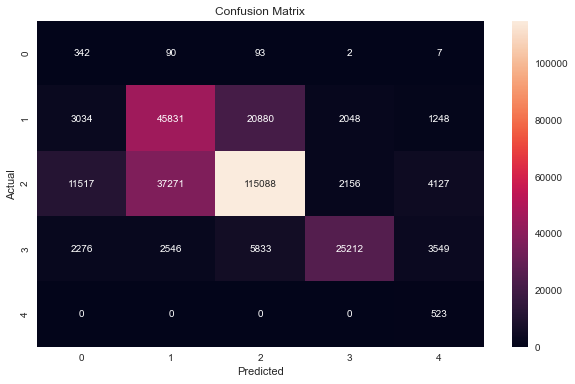 Confusion Matrix
0 342 90 93 2 7
1 3034 45831 20880 2048 1248
2 11517 37271 115088 2156 4127
3 2276 2546 5833 25212 3549
4 0 0 0 0 523
0 1 2 3 4
Actual
Predicted
100000
80000
60000
40000
20000
0